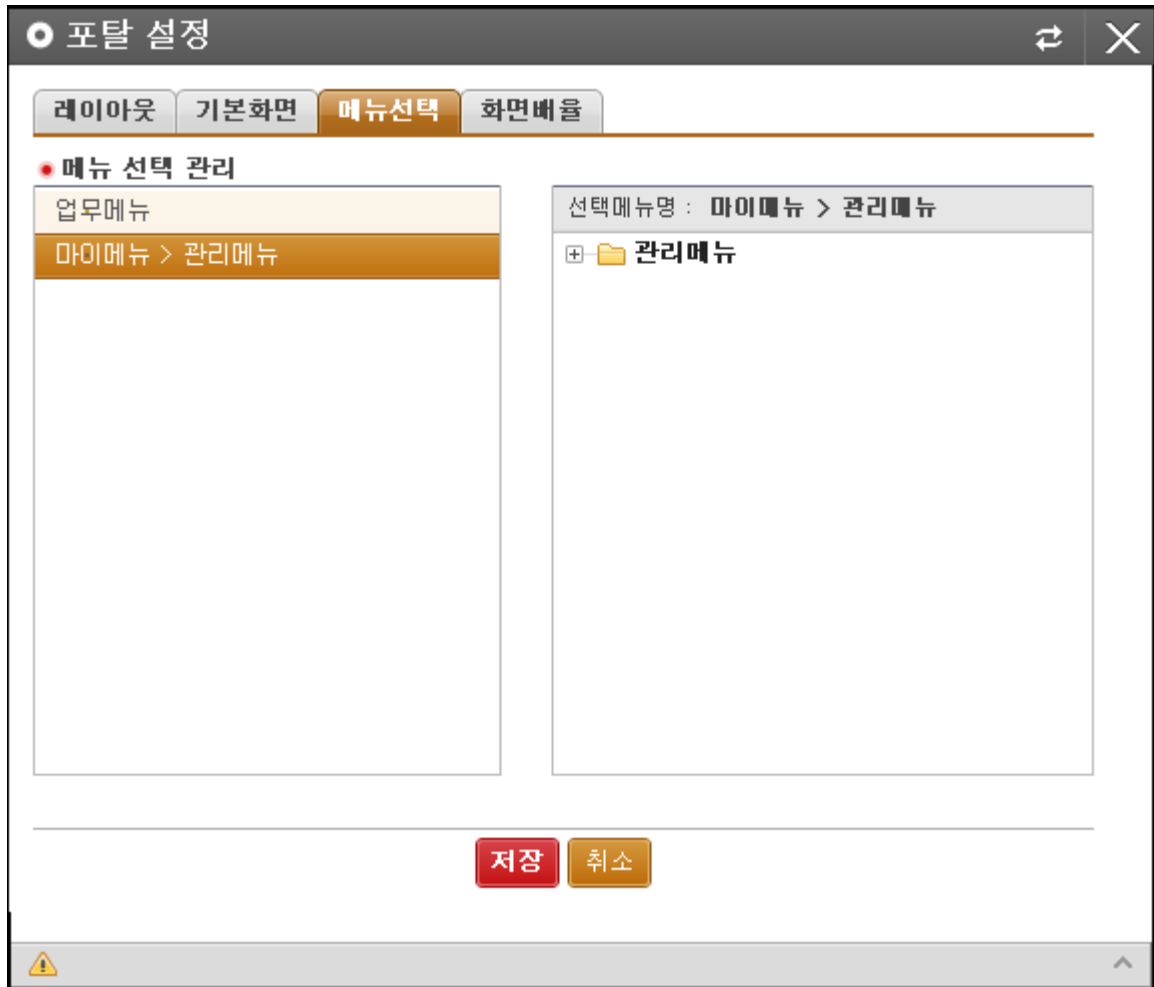 포탈 설정
레이아웃 기본화면 메뉴선택 화면배율
메뉴 선택 관리
업무메뉴
마이메뉴 > 관리메뉴
선택메뉴명 : 마이메뉴 > 관리메뉴
관리메뉴
저장 취소